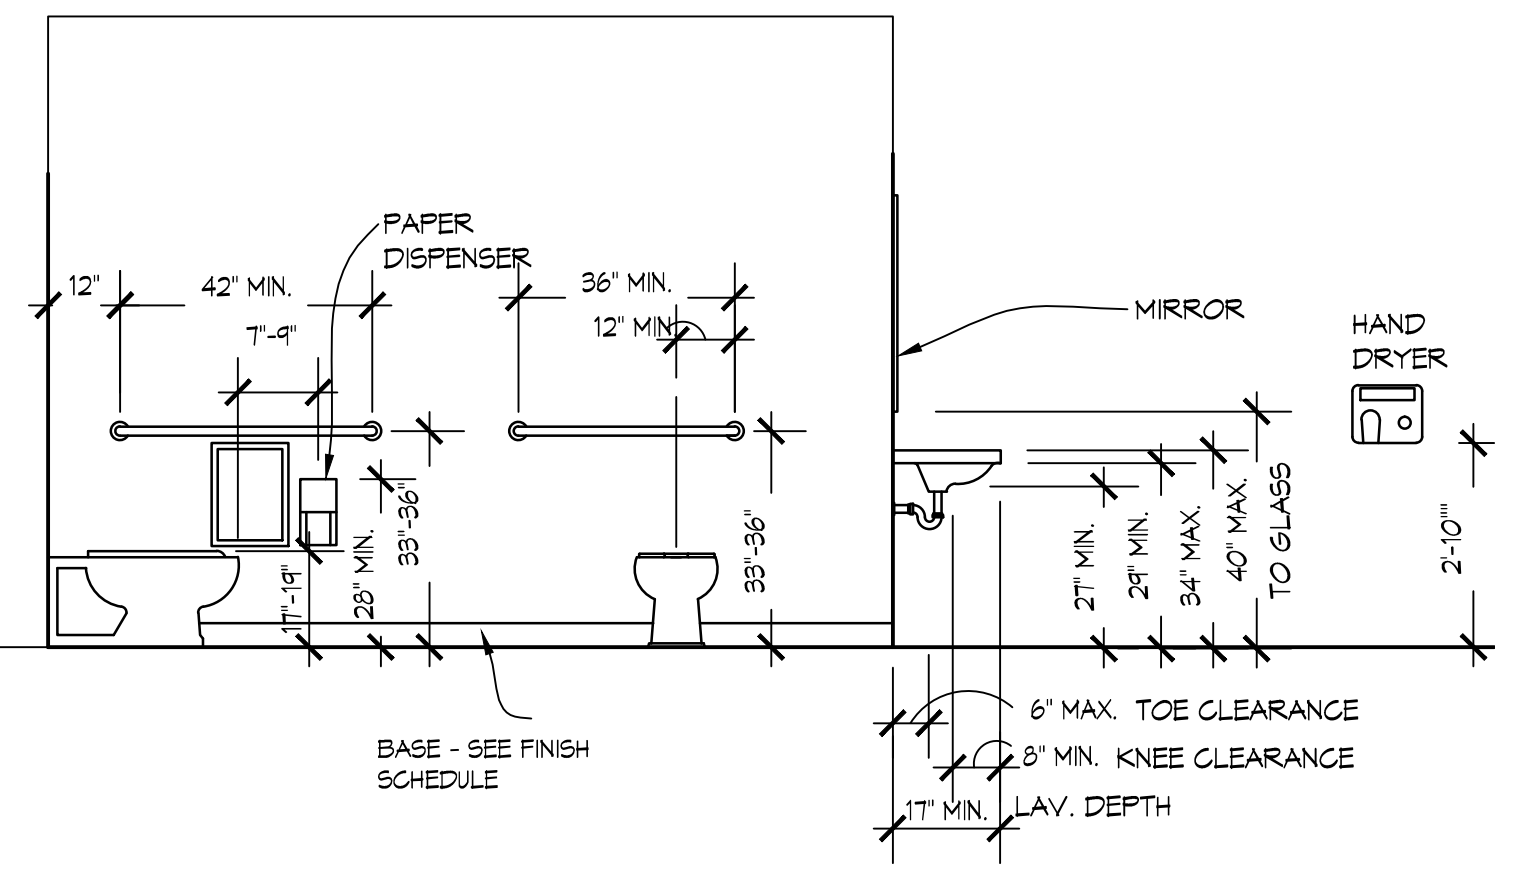 PAPER
DISPENSER
12"
42" MIN.
36" MIN.
7"-9"
12" MIN.
MIRROR
HAND
DRYER
17"-19"
28" MIN.
33"-36"
33"-36"
27" MIN.
29" MIN.
34" MAX.
40" MAX.
TO GLASS
2'-10""
BASE - SEE FINISH
SCHEDULE
6" MAX. TOE CLEARANCE
8" MIN. KNEE CLEARANCE
17" MIN. LAV. DEPTH